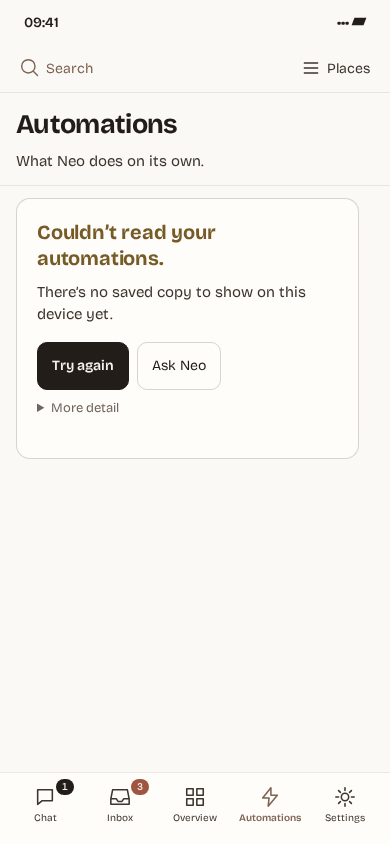 09:41
Search
Places
Automations
What Neo does on its own.
Couldn't read your
automations.
There's no saved copy to show on this
device yet.
Try again
Ask Neo
More detail
1
3
Chat
Inbox
Overview
Automations
Settings